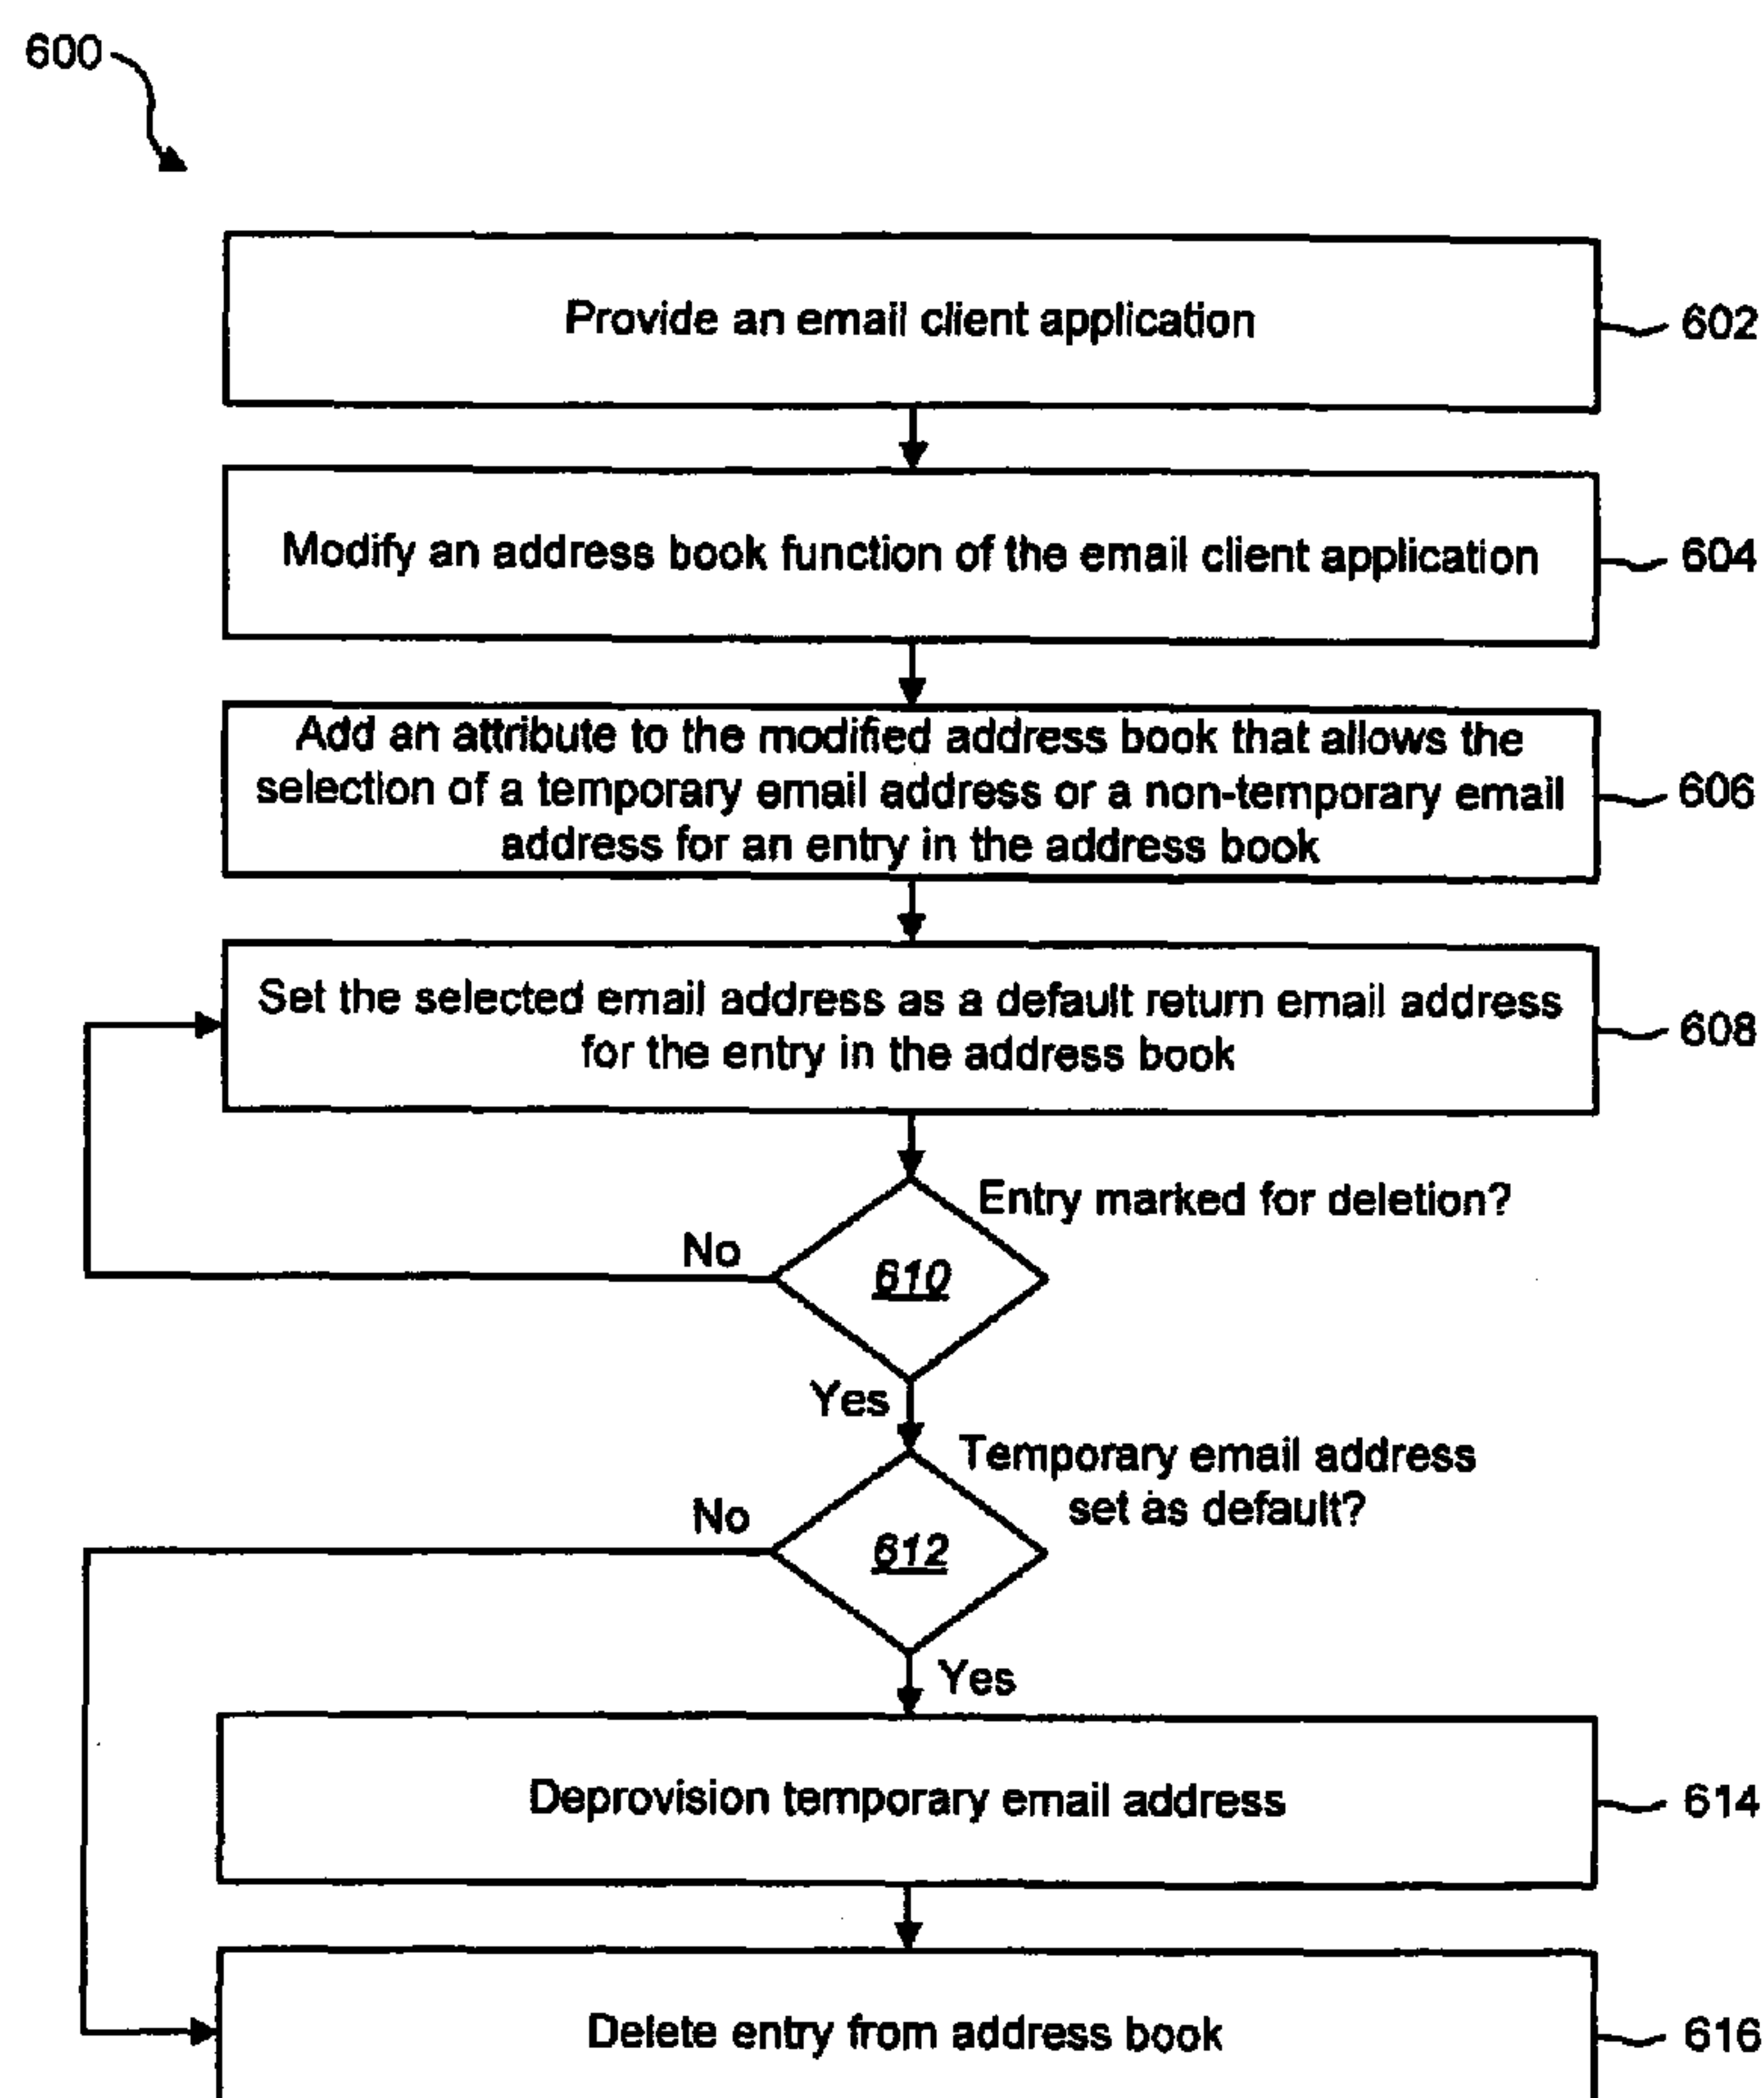 600
Provide an email client application
602
Modify an address book function of the email client application
604
Add an attribute to the modified address book that allows the
selection of a temporary email address or a non-temporary email
address for an entry in the address book
606
Set the selected email address as a default return email address
for the entry in the address book
608
Entry marked for deletion?
No
610
Yes
Temporary email address
set as default?
No
612
Yes
Deprovision temporary email address
614
Delete entry from address book
616